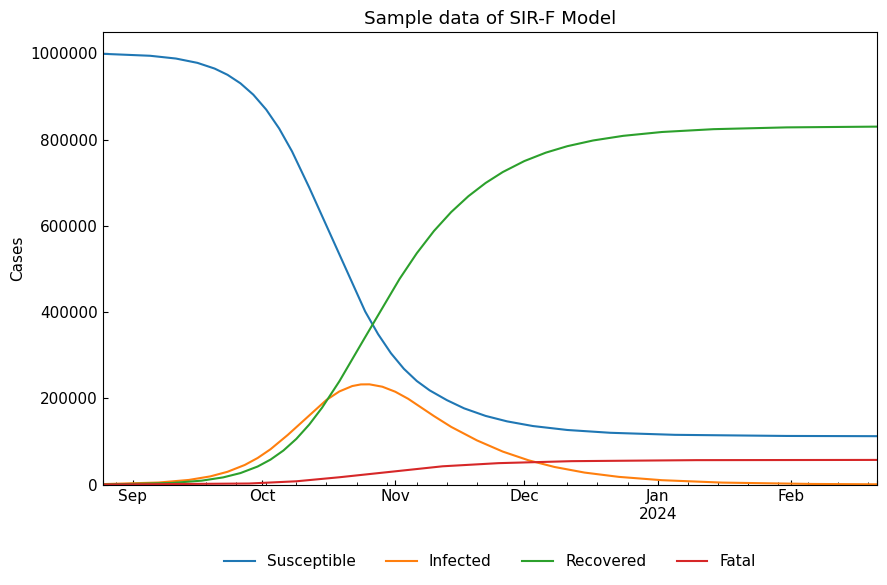 Sample data of SIR-F Model
1000000
800000
600000
400000
200000
0
Cases
Sep Oct Nov Dec Jan Feb
2024
Susceptible Infected Recovered Fatal